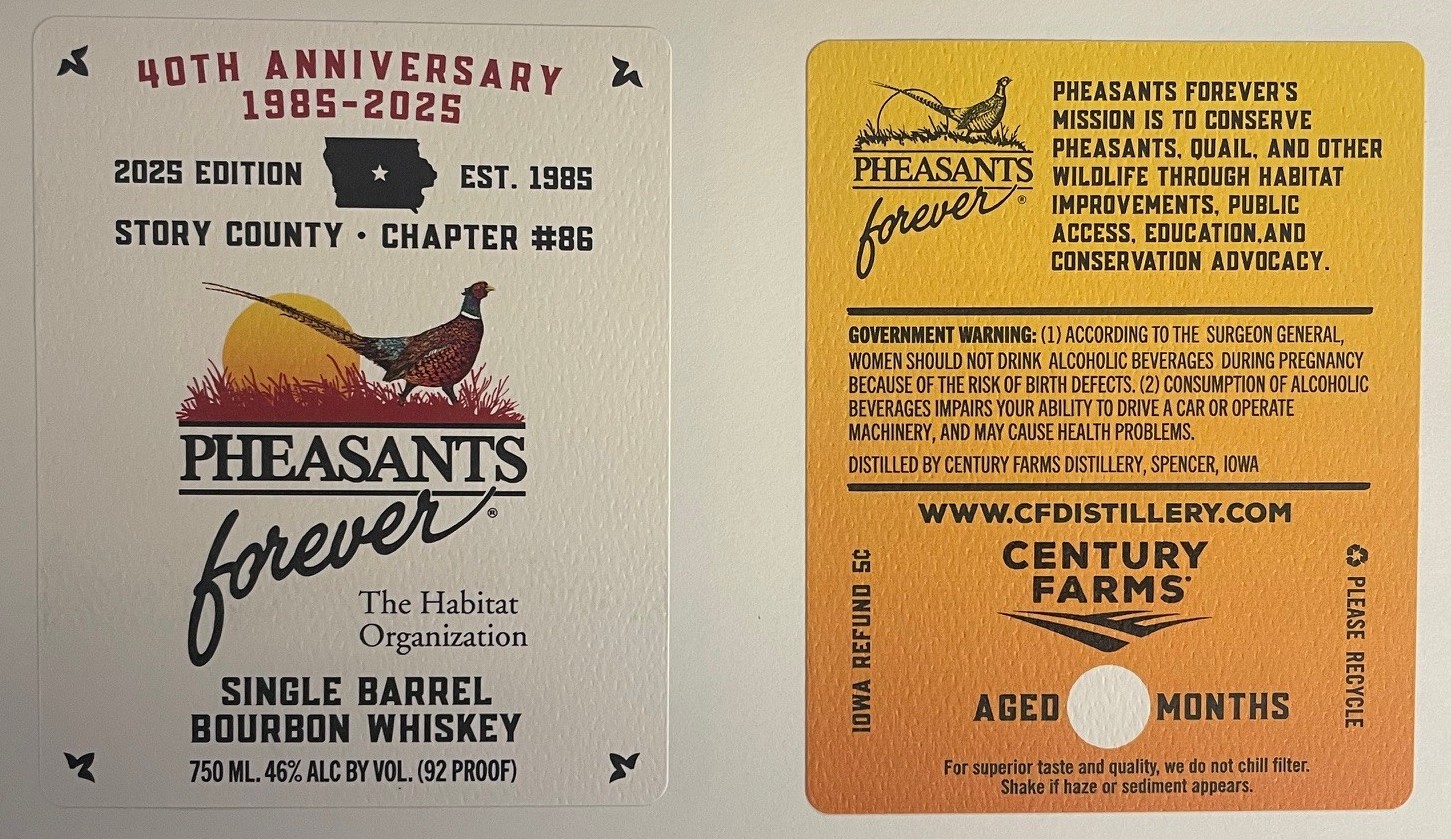 40TH ANNIVERSARY
1985-2025
2025 EDITION EST. 1985
STORY COUNTY • CHAPTER #86
PHEASANTS
forever®
The Habitat
Organization
SINGLE BARREL
BOURBON WHISKEY
750 ML. 46% ALC BY VOL. (92 PROOF)
PHEASANTS
forever®
PHEASANTS FOREVER'S
MISSION IS TO CONSERVE
PHEASANTS, QUAIL, AND OTHER
WILDLIFE THROUGH HABITAT
IMPROVEMENTS, PUBLIC
ACCESS, EDUCATION,AND
CONSERVATION ADVOCACY.
GOVERNMENT WARNING: (1) ACCORDING TO THE SURGEON GENERAL,
WOMEN SHOULD NOT DRINK ALCOHOLIC BEVERAGES DURING PREGNANCY
BECAUSE OF THE RISK OF BIRTH DEFECTS. (2) CONSUMPTION OF ALCOHOLIC
BEVERAGES IMPAIRS YOUR ABILITY TO DRIVE A CAR OR OPERATE
MACHINERY, AND MAY CAUSE HEALTH PROBLEMS.
DISTILLED BY CENTURY FARMS DISTILLERY, SPENCER, IOWA
WWW.CFDISTILLERY.COM
CENTURY
FARMS
IOWA REFUND 5¢
PLEASE RECYCLE
AGED MONTHS
For superior taste and quality, we do not chill filter.
Shake if haze or sediment appears.